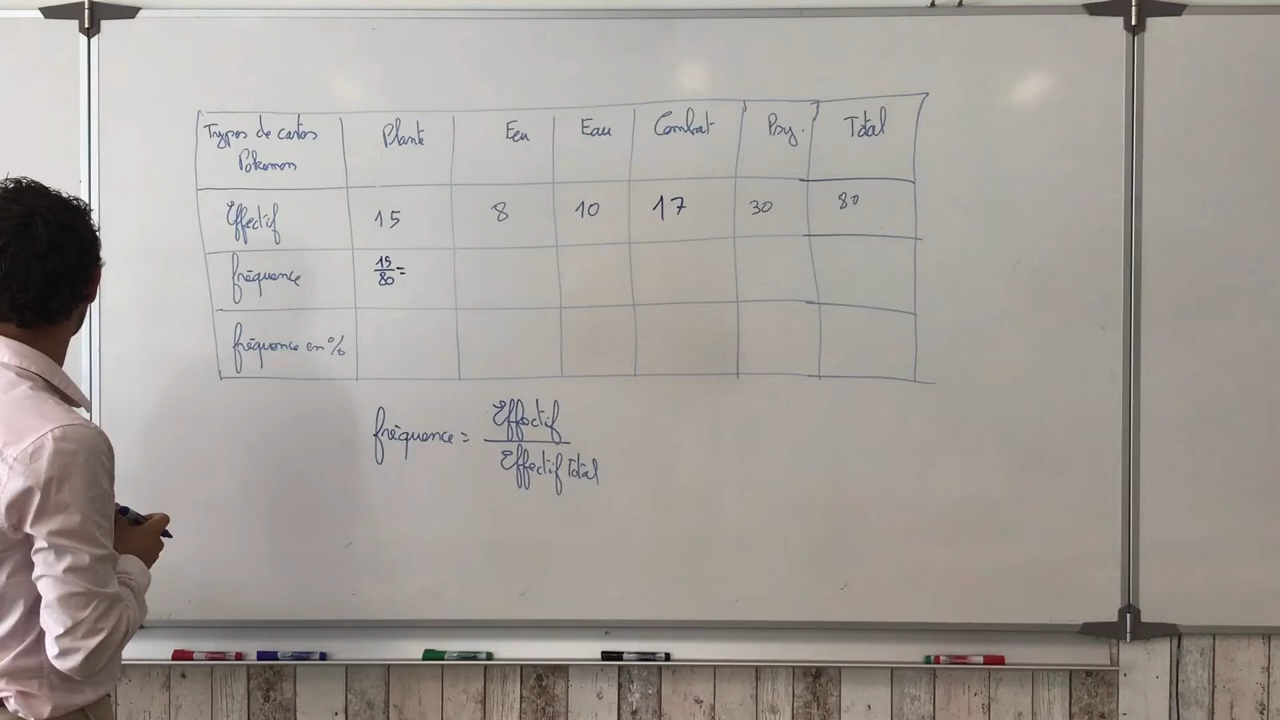 Types de cartes Pokemon Plante Feu Eau Combat Psy. Total
Effectif 15 8 10 17 30 80
fréquence 15/80 =
fréquence en %
fréquence = Effectif / Effectif Total